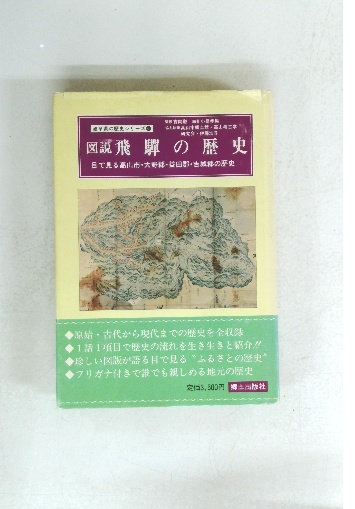 岐阜県の歴史シリーズ
図説 飛驒の歴史
目で見る高山市・大野郡・益田郡・吉城郡の歴史
◆原始・古代から現代までの歴史を全収録
◆1話1項目で歴史の流れを生き生きと紹介!!
◆珍しい図版が語る目で見る“ふるさとの歴史”
◆フリガナ付きで誰でも親しめる地元の歴史
郷土出版社